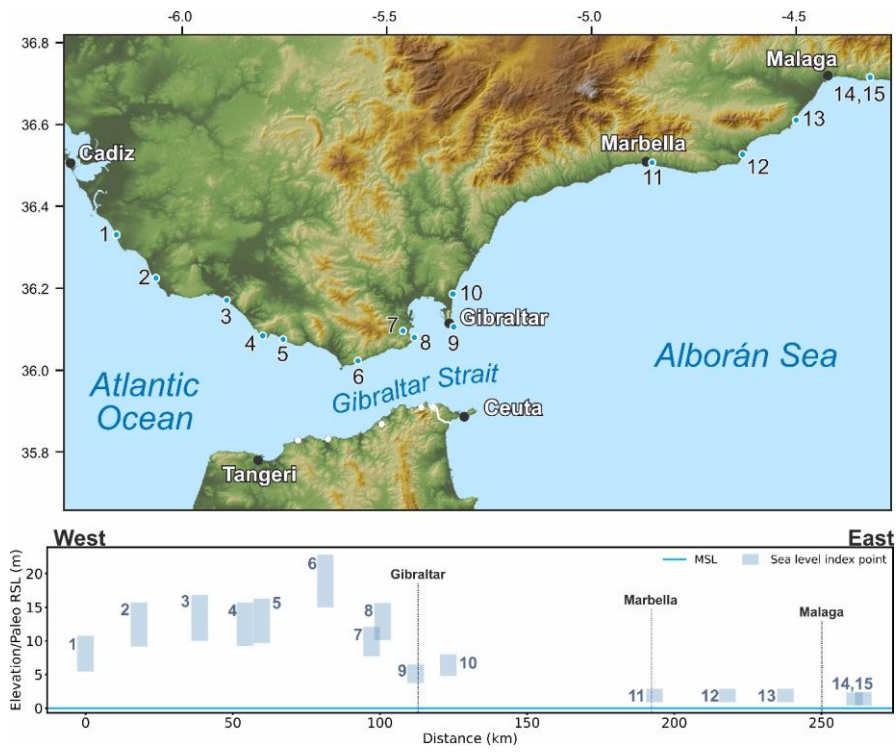 -6.0 -5.5 -5.0 -4.5
36.8
36.6
36.4
36.2
36.0
35.8
Malaga
14,15
13
Cadiz
Marbella
11
12
1
2
3
10
Gibraltar
4
5
7
8
9
6
Atlantic
Ocean
Gibraltar Strait
Alborán Sea
Ceuta
Tangeri
West East
Elevation/Paleo RSL (m)
20
15
10
5
0
MSL Sea level index point
Gibraltar
Marbella
Malaga
1
2
3
4
5
6
7
8
9
10
11
12
13
14,15
0 50 100 150 200 250
Distance (km)